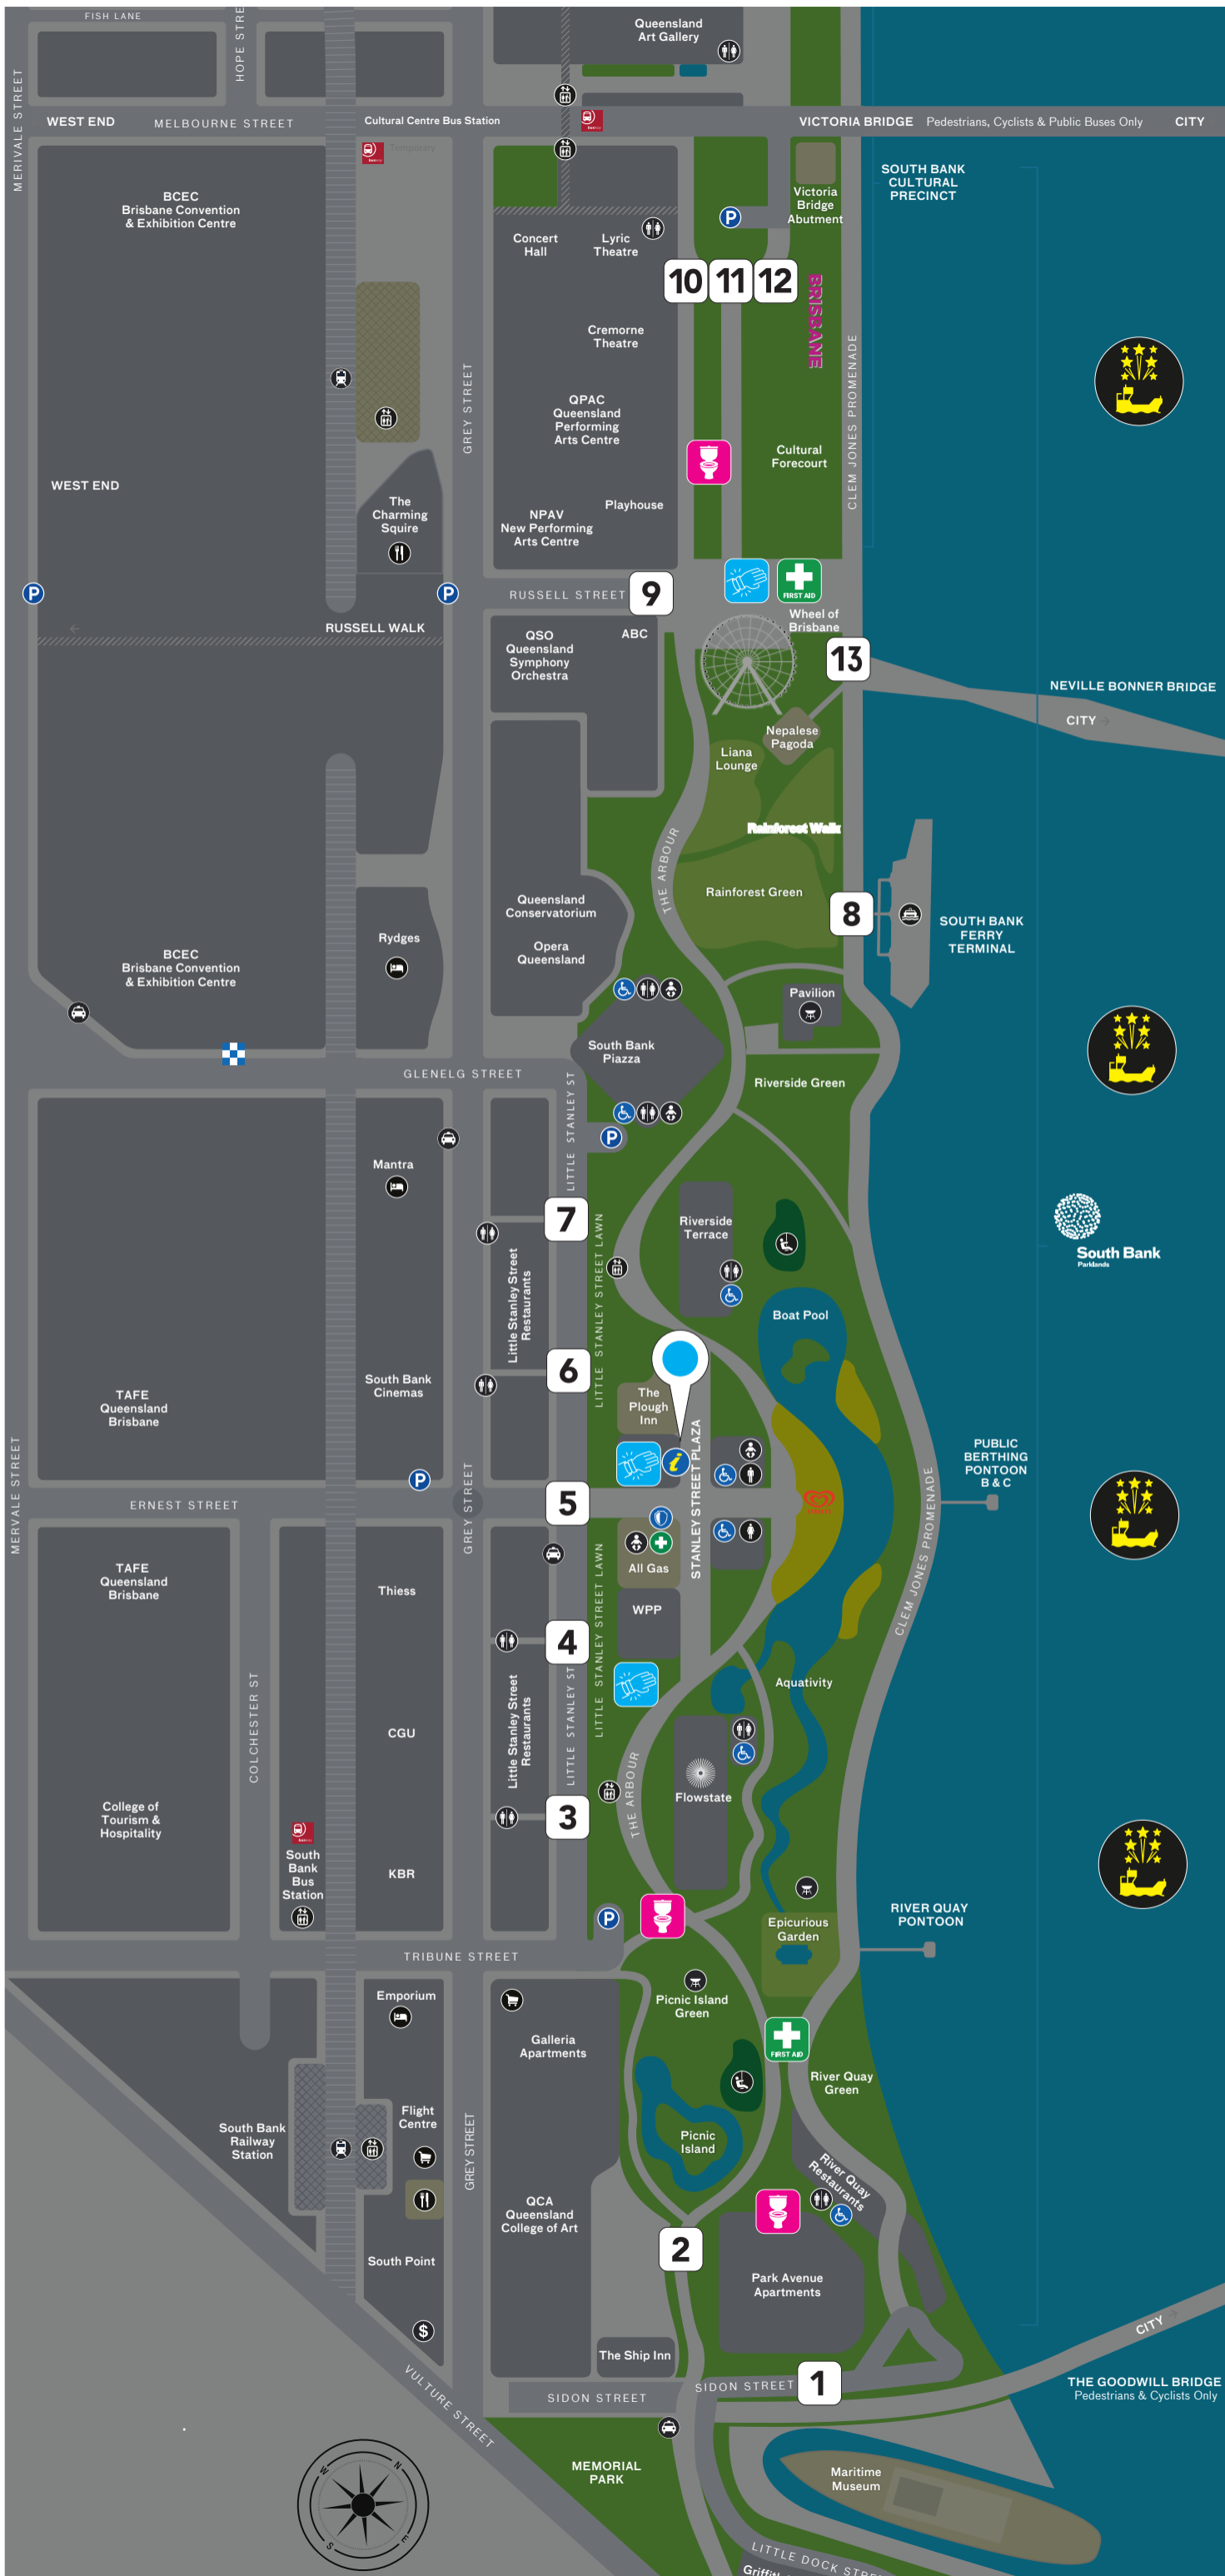 FISH LANE
HOPE STRE
MERIVALE STREET
Queensland
Art Gallery
WEST END
MELBOURNE STREET
Cultural Centre Bus Station
VICTORIA BRIDGE
Pedestrians, Cyclists & Public Buses Only
CITY
Temporary
BCEC
Brisbane Convention
& Exhibition Centre
SOUTH BANK
CULTURAL
PRECINCT
Victoria
Bridge
Abutment
P
Concert
Hall
Lyric
Theatre
10
11
12
BRISBANE
Cremorne
Theatre
GREY STREET
CLEM JONES PROMENADE
QPAC
Queensland
Performing
Arts Centre
Cultural
Forecourt
WEST END
The
Charming
Squire
Playhouse
NPAV
New Performing
Arts Centre
P
P
RUSSELL STREET
9
FIRST AID
Wheel of
Brisbane
RUSSELL WALK
QSO
Queensland
Symphony
Orchestra
ABC
13
NEVILLE BONNER BRIDGE
CITY
Nepalese
Pagoda
Liana
Lounge
Rainforest Walk
THE ARBOUR
Rainforest Green
8
SOUTH BANK
FERRY
TERMINAL
Queensland
Conservatorium
Opera
Queensland
Rydges
BCEC
Brisbane Convention
& Exhibition Centre
Pavilion
South Bank
Piazza
GLENELG STREET
Riverside Green
LITTLE STANLEY ST
P
Mantra
7
Riverside
Terrace
South Bank
Parklands
Little Stanley Street
Restaurants
LITTLE STANLEY STREET LAWN
Boat Pool
6
South Bank
Cinemas
TAFE
Queensland
Brisbane
The
Plough
Inn
STANLEY STREET PLAZA
i
PUBLIC
BERTHING
PONTOON
B & C
MERVALE STREET
P
GREY STREET
ERNEST STREET
5
CLEM JONES PROMENADE
TAFE
Queensland
Brisbane
Thiess
All Gas
WPP
LITTLE STANLEY STREET LAWN
4
COLCHESTER ST
Aquativity
CGU
Little Stanley Street
Restaurants
LITTLE STANLEY ST
THE ARBOUR
Flowstate
College of
Tourism &
Hospitality
3
South
Bank
Bus
Station
KBR
P
Epicurious
Garden
RIVER QUAY
PONTOON
TRIBUNE STREET
Emporium
Picnic Island
Green
Galleria
Apartments
FIRST AID
River Quay
Green
South Bank
Railway
Station
Flight
Centre
GREY STREET
Picnic
Island
River Quay
Restaurants
QCA
Queensland
College of Art
2
South Point
Park Avenue
Apartments
$
The Ship Inn
1
SIDON STREET
SIDON STREET
CITY
THE GOODWILL BRIDGE
Pedestrians & Cyclists Only
VULTURE STREET
MEMORIAL
PARK
Maritime
Museum
N
W
S
E
LITTLE DOCK STRE
Griffit